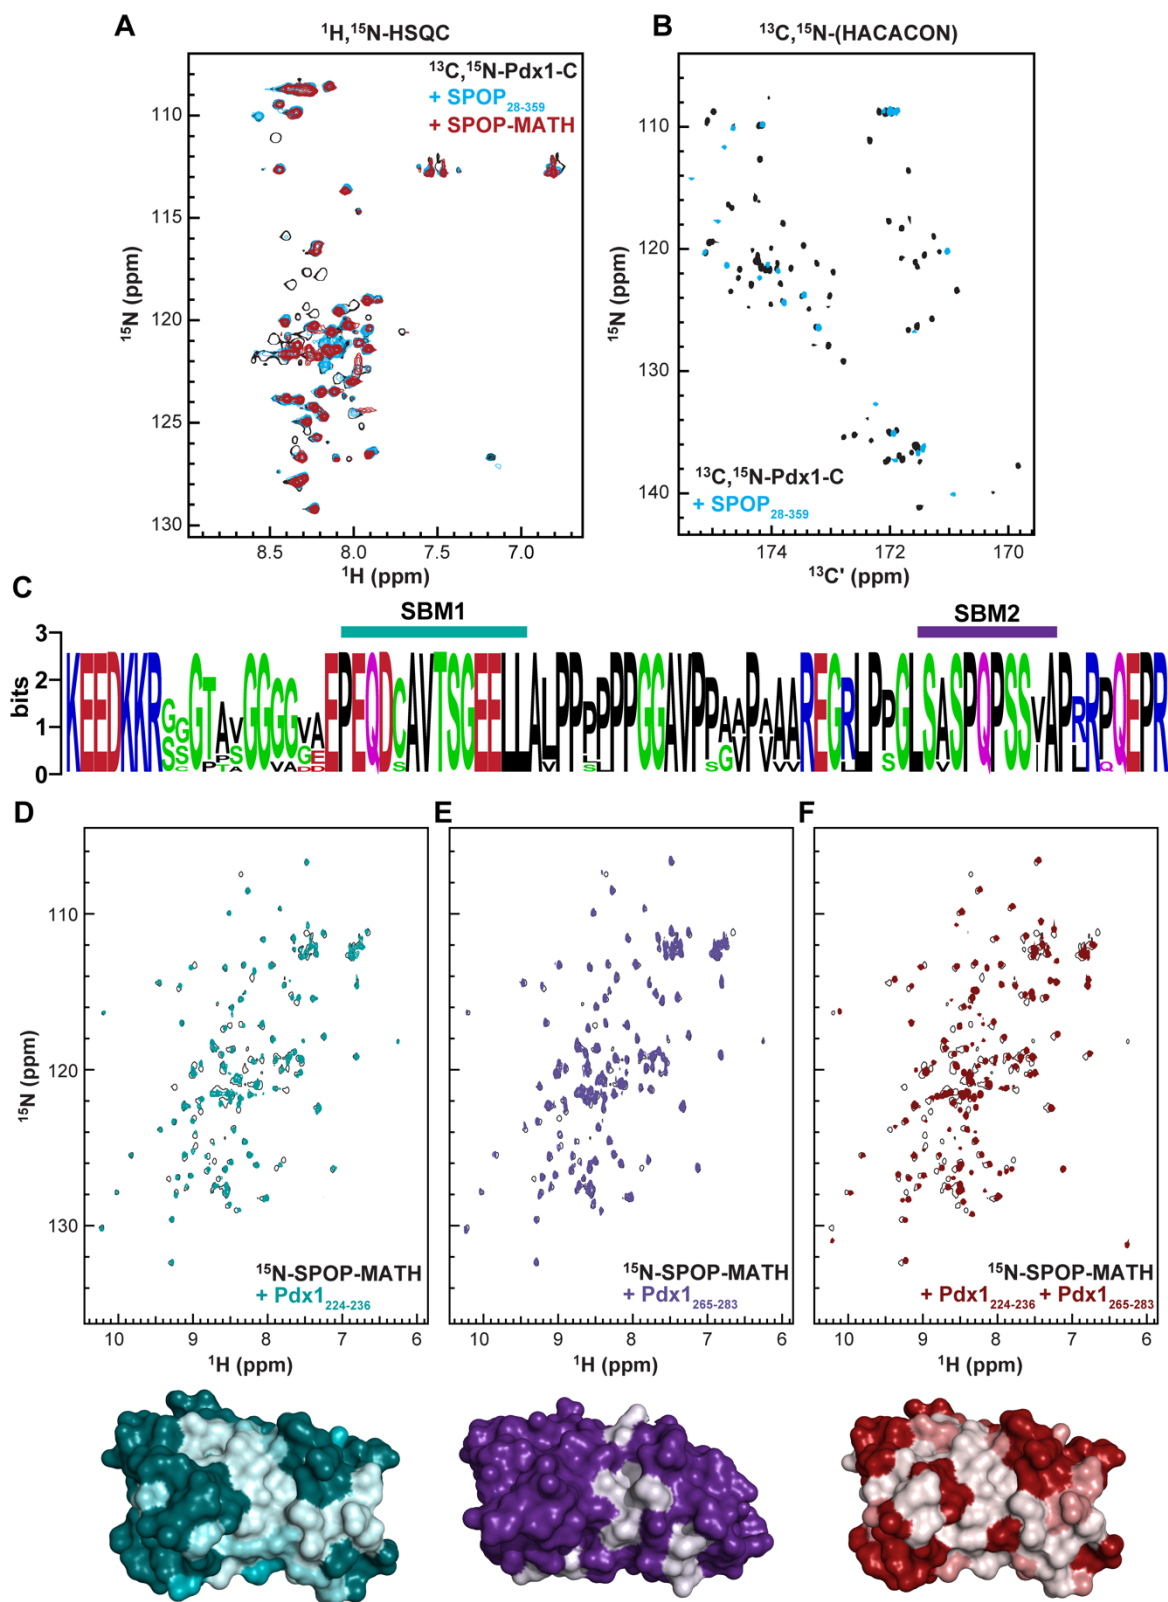 A
¹H,¹⁵N-HSQC
¹³C,¹⁵N-Pdx1-C
+ SPOP₂₈₋₃₅₉
+ SPOP-MATH
110
115
120
125
130
¹⁵N (ppm)
8.5 8.0 7.5 7.0
¹H (ppm)
B
¹³C,¹⁵N-(HACACON)
110
120
130
140
¹⁵N (ppm)
¹³C,¹⁵N-Pdx1-C
+ SPOP₂₈₋₃₅₉
174 172 170
¹³C' (ppm)
C
SBM1 SBM2
3
2
1
0
bits
D
110
120
130
¹⁵N (ppm)
¹⁵N-SPOP-MATH
+ Pdx1₂₂₄₋₂₃₆
10 9 8 7 6
¹H (ppm)
E
¹⁵N-SPOP-MATH
+ Pdx1₂₆₅₋₂₈₃
10 9 8 7 6
¹H (ppm)
F
¹⁵N-SPOP-MATH
+ Pdx1₂₂₄₋₂₃₆ + Pdx1₂₆₅₋₂₈₃
10 9 8 7 6
¹H (ppm)